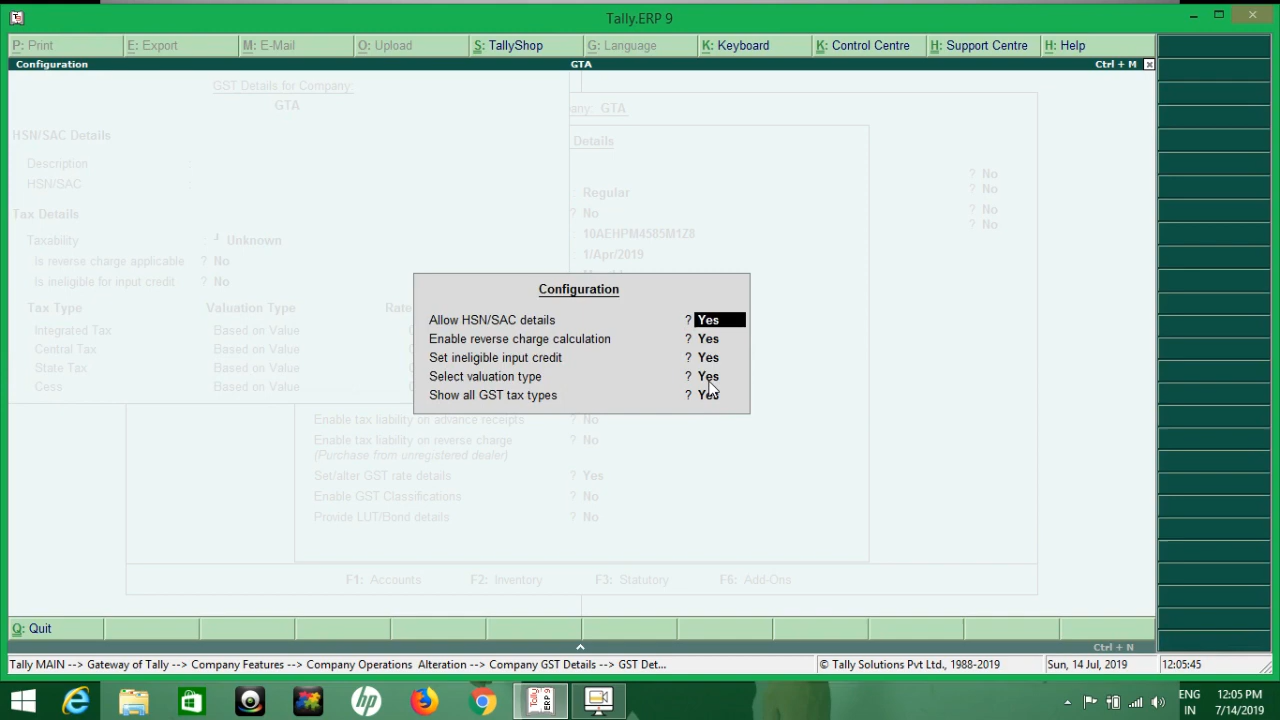 Tally.ERP 9
P: Print E: Export M: E-Mail O: Upload S: TallyShop G: Language K: Keyboard K: Control Centre H: Support Centre H: Help
Configuration GTA Ctrl + M
GST Details for Company:
GTA
any: GTA
HSN/SAC Details
Details
Description :
HSN/SAC :
? No
? No
Regular
Tax Details
? No
? No
? No
Taxability : Unknown
10AEHPM4585M1Z8
Is reverse charge applicable ? No
1/Apr/2019
Is ineligible for input credit ? No
Tax Type Valuation Type Rate
Integrated Tax Based on Value
Central Tax Based on Value
State Tax Based on Value
Cess Based on Value
Configuration
Allow HSN/SAC details ? Yes
Enable reverse charge calculation ? Yes
Set ineligible input credit ? Yes
Select valuation type ? Yes
Show all GST tax types ? Yes
Enable tax liability on advance receipts ? No
Enable tax liability on reverse charge ? No
(Purchase from unregistered dealer)
Set/alter GST rate details ? Yes
Enable GST Classifications ? No
Provide LUT/Bond details ? No
F1: Accounts F2: Inventory F3: Statutory F6: Add-Ons
Q: Quit
Ctrl + N
Tally MAIN --> Gateway of Tally --> Company Features --> Company Operations Alteration --> Company GST Details --> GST Det... © Tally Solutions Pvt Ltd., 1988-2019 Sun, 14 Jul, 2019 12:05:45
ENG 12:05 PM
IN 7/14/2019